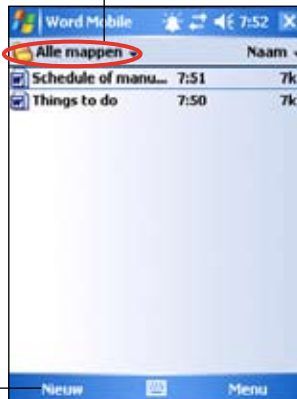 Word Mobile 7:52
Alle mappen Naam
Schedule of manu... 7:51 7k
Things to do 7:50 7k
Nieuw Menu